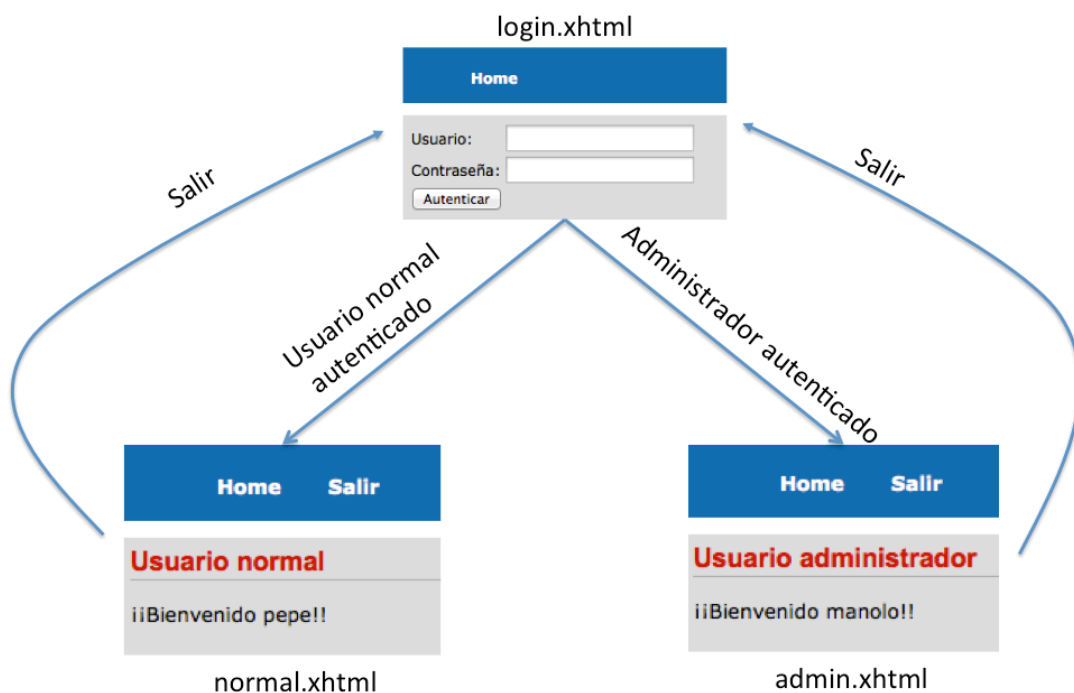 login.xhtml
Home
Usuario:
Contraseña:
Autenticar
Salir
Salir
Usuario normal
autenticado
Administrador autenticado
Home Salir
Usuario normal
¡¡Bienvenido pepe!!
normal.xhtml
Home Salir
Usuario administrador
¡¡Bienvenido manolo!!
admin.xhtml